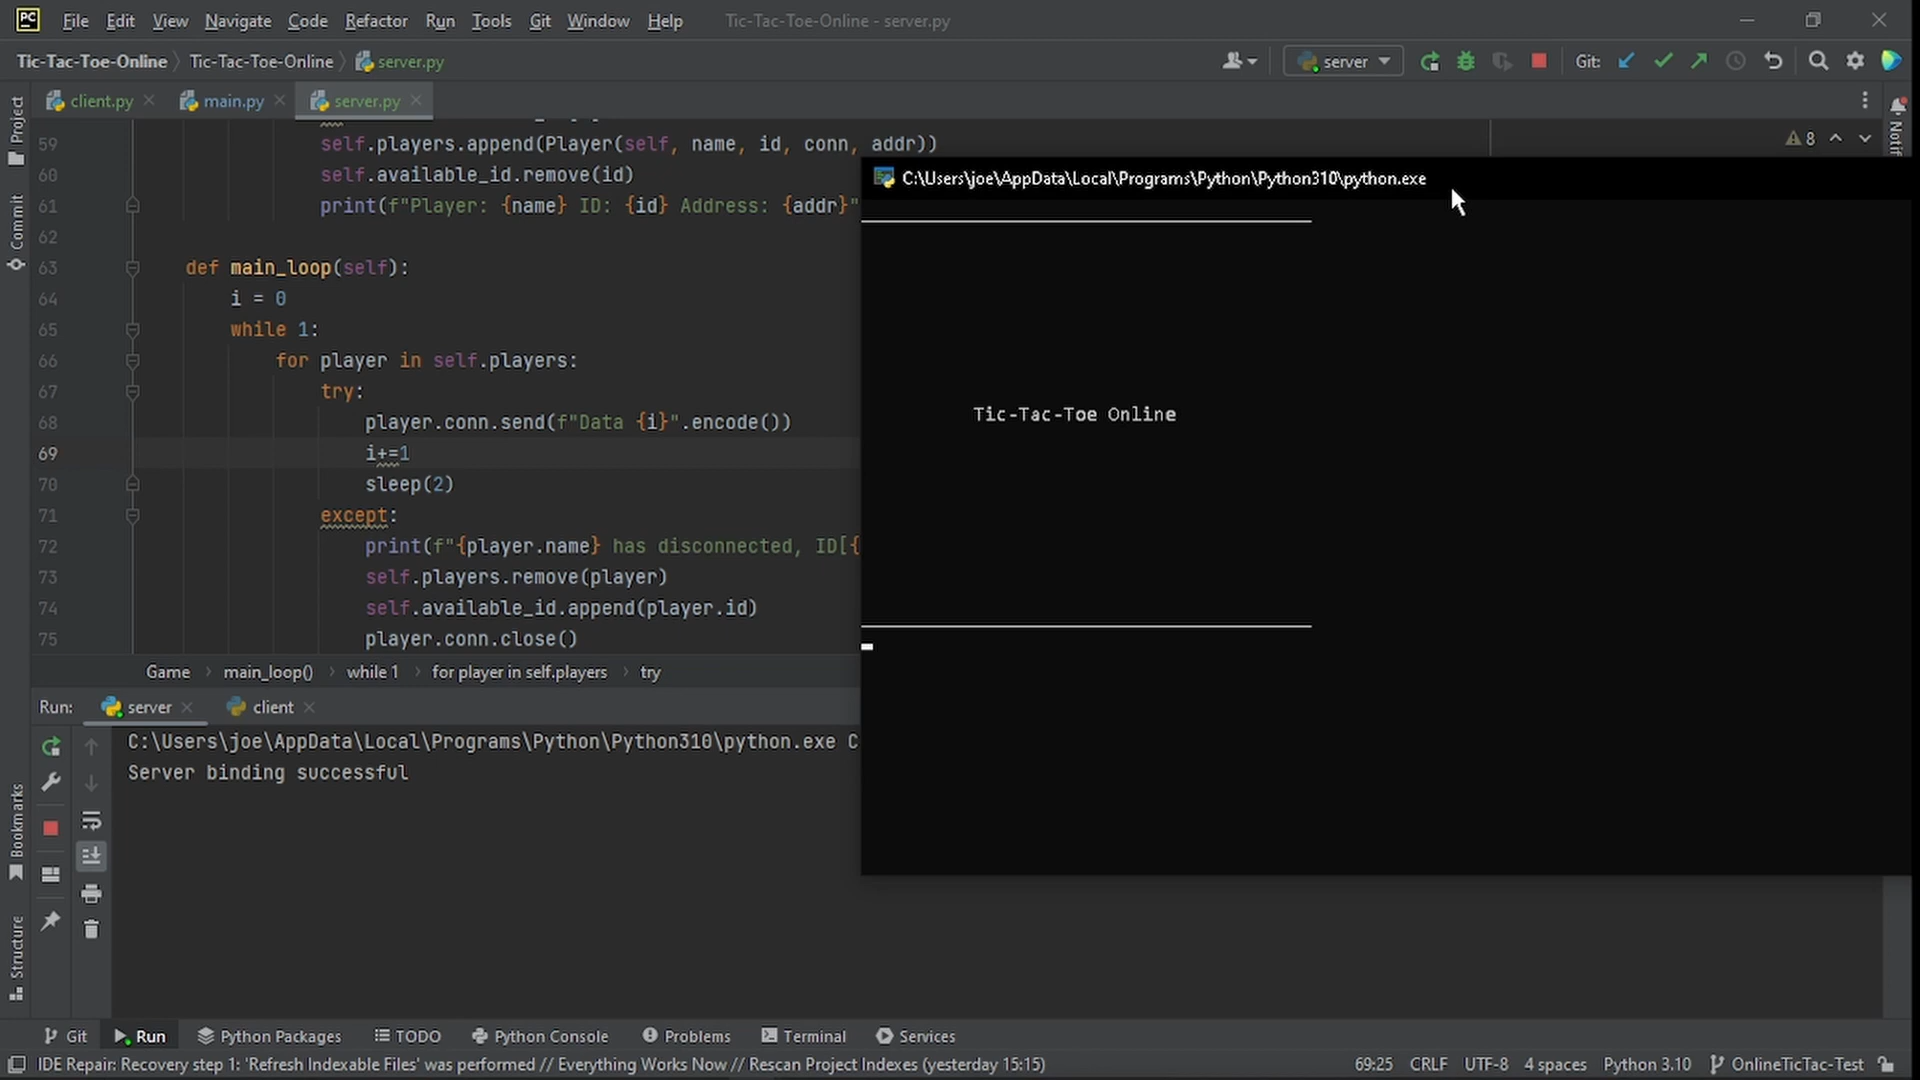 PC File Edit View Navigate Code Refactor Run Tools Git Window Help Tic-Tac-Toe-Online - server.py
Tic-Tac-Toe-Online Tic-Tac-Toe-Online server.py server Git:
client.py main.py server.py
Project
Commit
Bookmarks
Structure
Notif
8
59 self.players.append(Player(self, name, id, conn, addr))
60 self.available_id.remove(id)
61 print(f"Player: {name} ID: {id} Address: {addr}"
62
63 def main_loop(self):
64 i = 0
65 while 1:
66 for player in self.players:
67 try:
68 player.conn.send(f"Data {i}".encode())
69 i+=1
70 sleep(2)
71 except:
72 print(f"{player.name} has disconnected, ID[{
73 self.players.remove(player)
74 self.available_id.append(player.id)
75 player.conn.close()
Game main_loop() while 1 for player in self.players try
C:\Users\joe\AppData\Local\Programs\Python\Python310\python.exe
Tic-Tac-Toe Online
Run: server client
C:\Users\joe\AppData\Local\Programs\Python\Python310\python.exe C
Server binding successful
Git Run Python Packages TODO Python Console Problems Terminal Services
IDE Repair: Recovery step 1: 'Refresh Indexable Files' was performed // Everything Works Now // Rescan Project Indexes (yesterday 15:15) 69:25 CRLF UTF-8 4 spaces Python 3.10 OnlineTicTac-Test